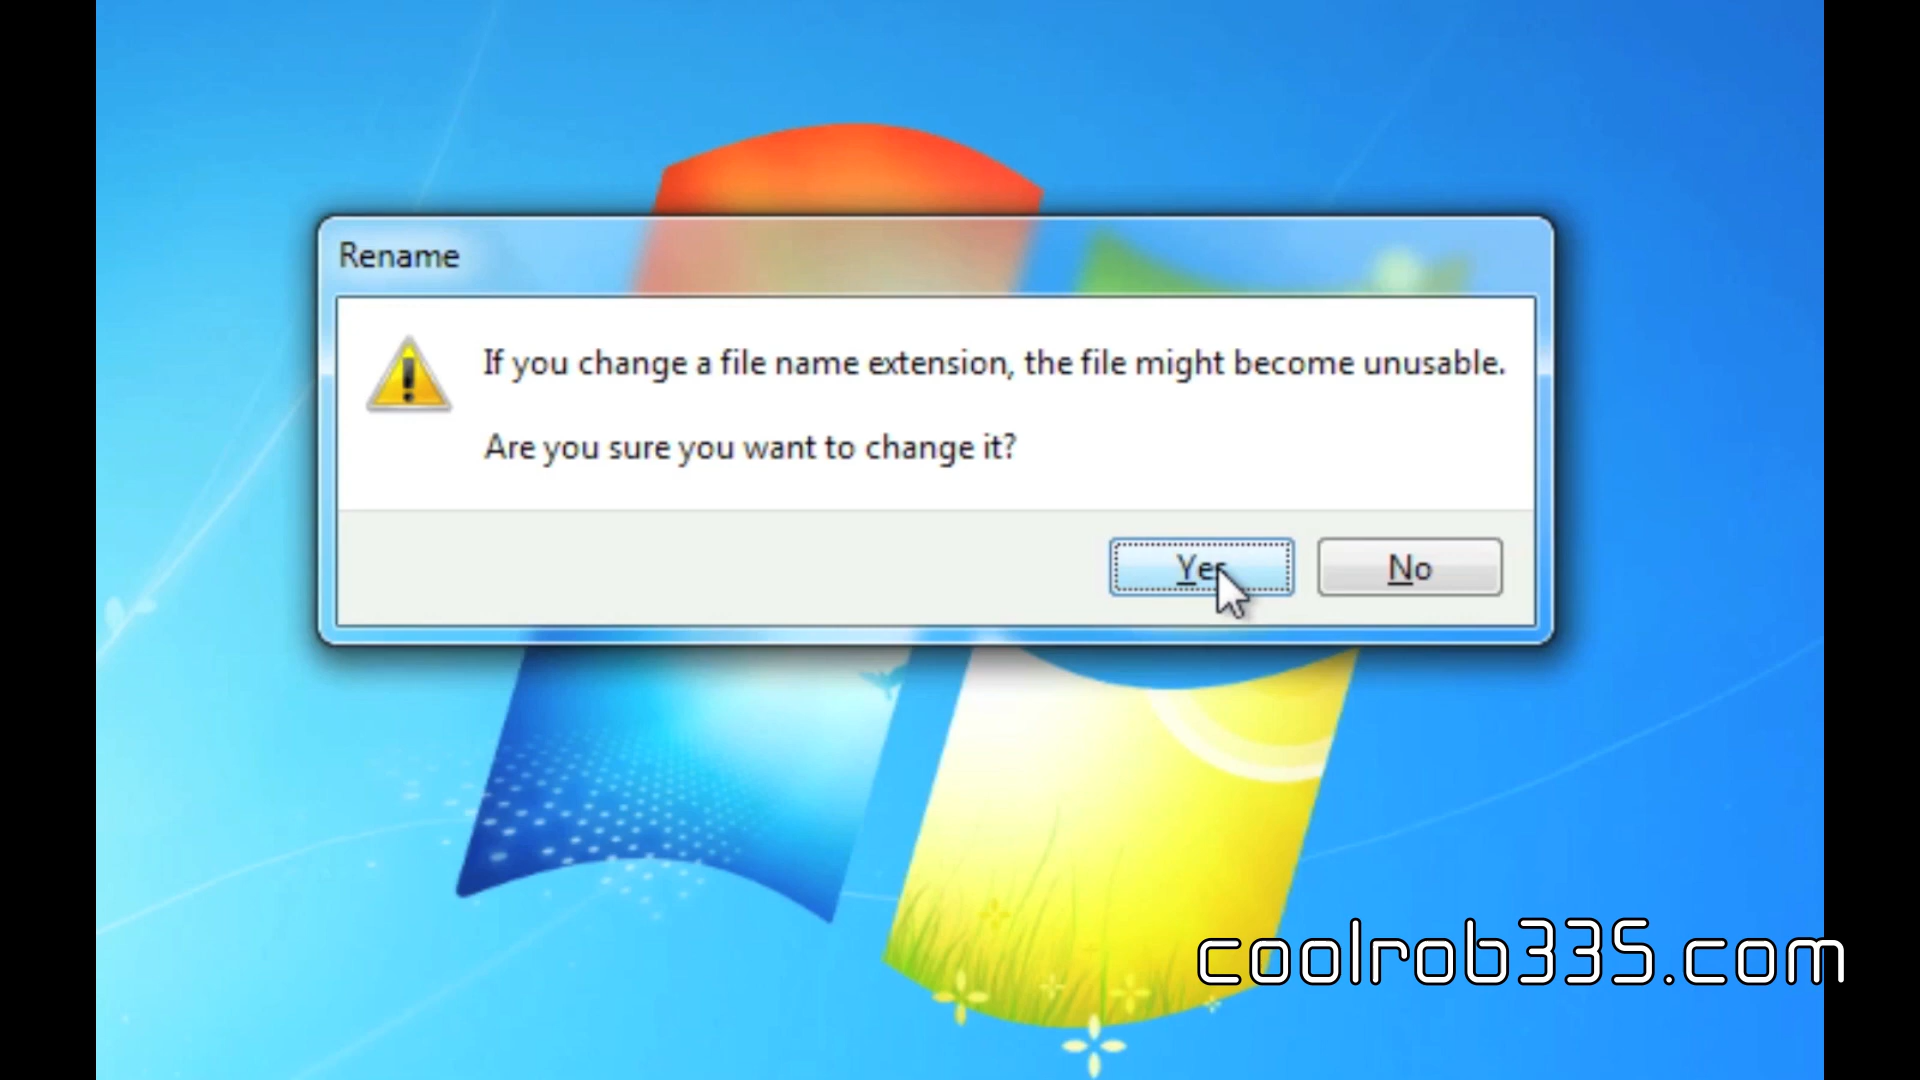 Rename
If you change a file name extension, the file might become unusable.
Are you sure you want to change it?
Yes
No
coolrob335.com